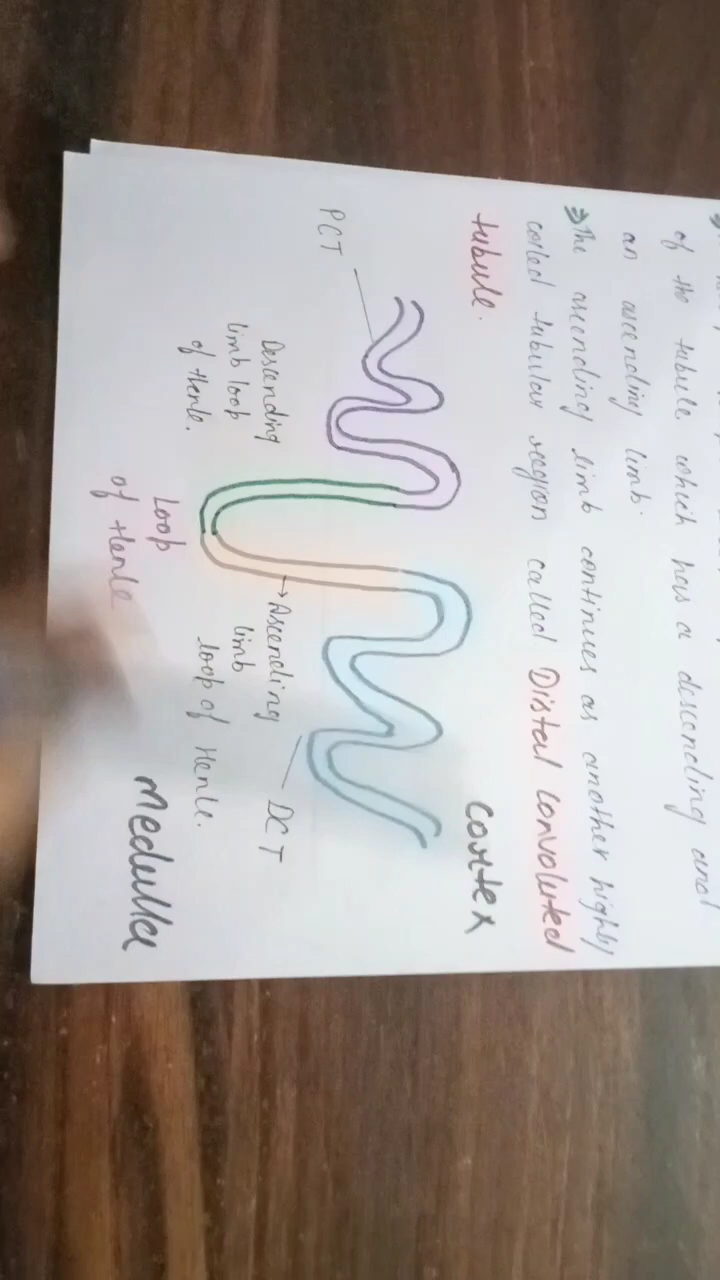 of the tubule which has a descending and
an ascending limb.
⇒ The ascending limb continues as another highly
coiled tubular region called Distal convoluted
tubule.
Cortex
PCT
Descending
limb loop
of Henle.
→ Ascending
limb
loop of Henle.
DCT
Loop
of Henle
Medulla